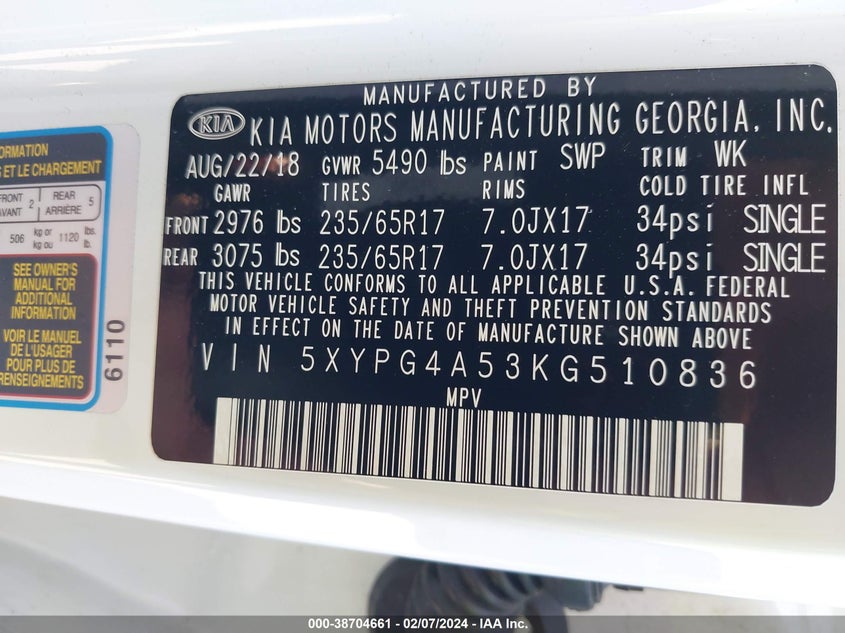 MANUFACTURED BY
KIA KIA MOTORS MANUFACTURING GEORGIA, INC.
AUG/22/18 GVWR 5490 lbs PAINT SWP TRIM WK
GAWR TIRES RIMS COLD TIRE INFL
FRONT 2976 lbs 235/65R17 7.0JX17 34psi SINGLE
REAR 3075 lbs 235/65R17 7.0JX17 34psi SINGLE
THIS VEHICLE CONFORMS TO ALL APPLICABLE U.S.A. FEDERAL
MOTOR VEHICLE SAFETY AND THEFT PREVENTION STANDARDS
IN EFFECT ON THE DATE OF MANUFACTURE SHOWN ABOVE
VIN 5XYPG4A53KG510836
MPV
ET LE CHARGEMENT
FRONT 2 REAR 5
AVANT ARRIÈRE
506 kg or 1120 lbs.
kg ou lb.
SEE OWNER'S
MANUAL FOR
ADDITIONAL
INFORMATION
VOIR LE MANUEL
DE L'USAGER
POUR PLUS DE
RENSEIGNEMENTS
6110
000-38704661 - 02/07/2024 - IAA Inc.